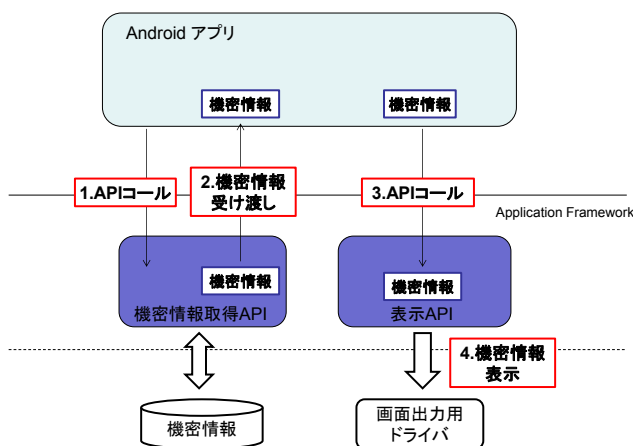 Android アプリ
機密情報
機密情報
1.APIコール
2.機密情報
受け渡し
3.APIコール
Application Framework
機密情報
機密情報取得API
機密情報
表示API
4.機密情報
表示
機密情報
画面出力用
ドライバ